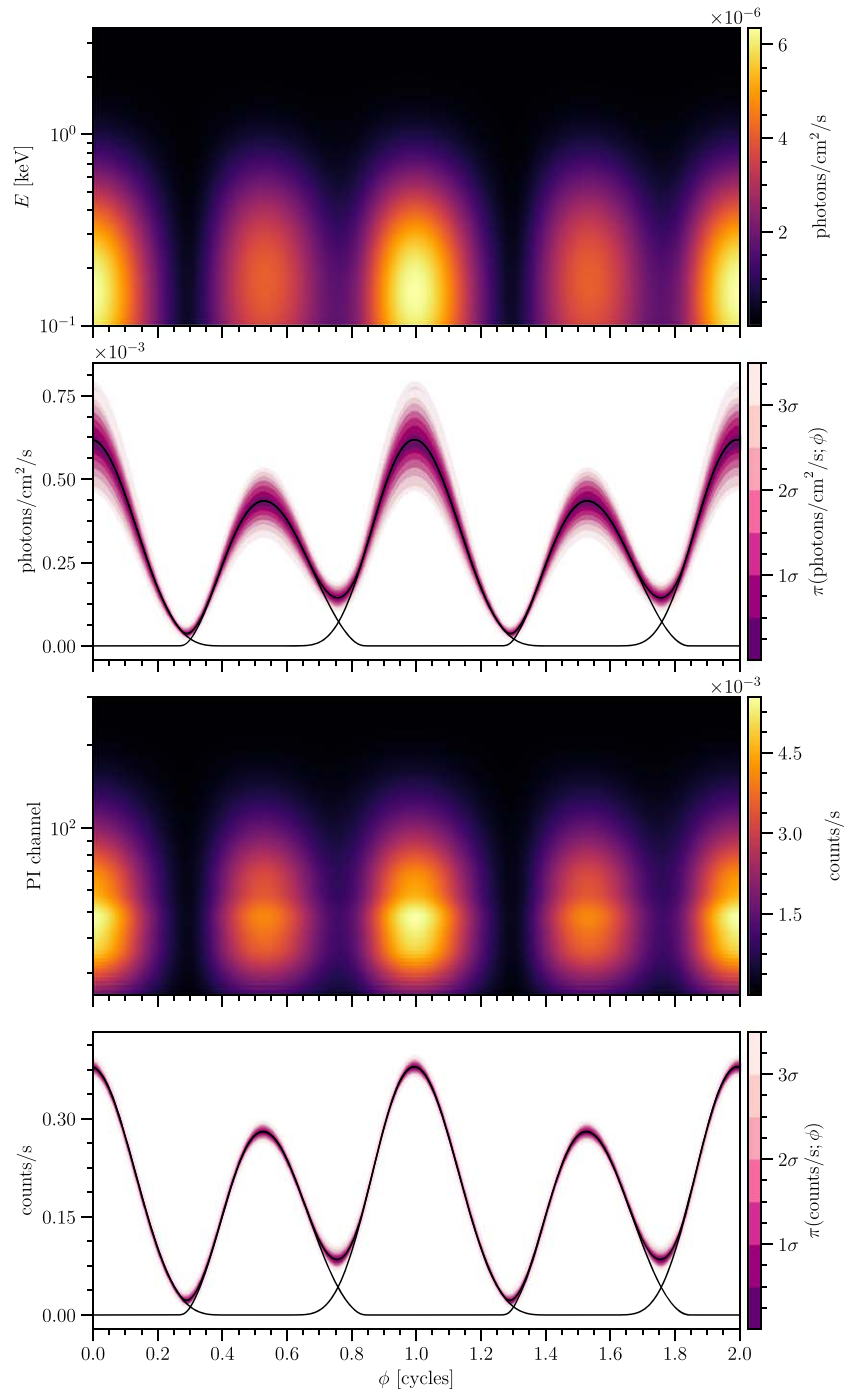 ×10⁻⁶
10⁰
10⁻¹
E [keV]
6
4
2
photons/cm²/s
×10⁻³
0.75
0.50
0.25
0.00
photons/cm²/s
3σ
2σ
1σ
π(photons/cm²/s; ϕ)
×10⁻³
10²
PI channel
4.5
3.0
1.5
counts/s
0.30
0.15
0.00
counts/s
3σ
2σ
1σ
π(counts/s; ϕ)
0.0 0.2 0.4 0.6 0.8 1.0 1.2 1.4 1.6 1.8 2.0
ϕ [cycles]